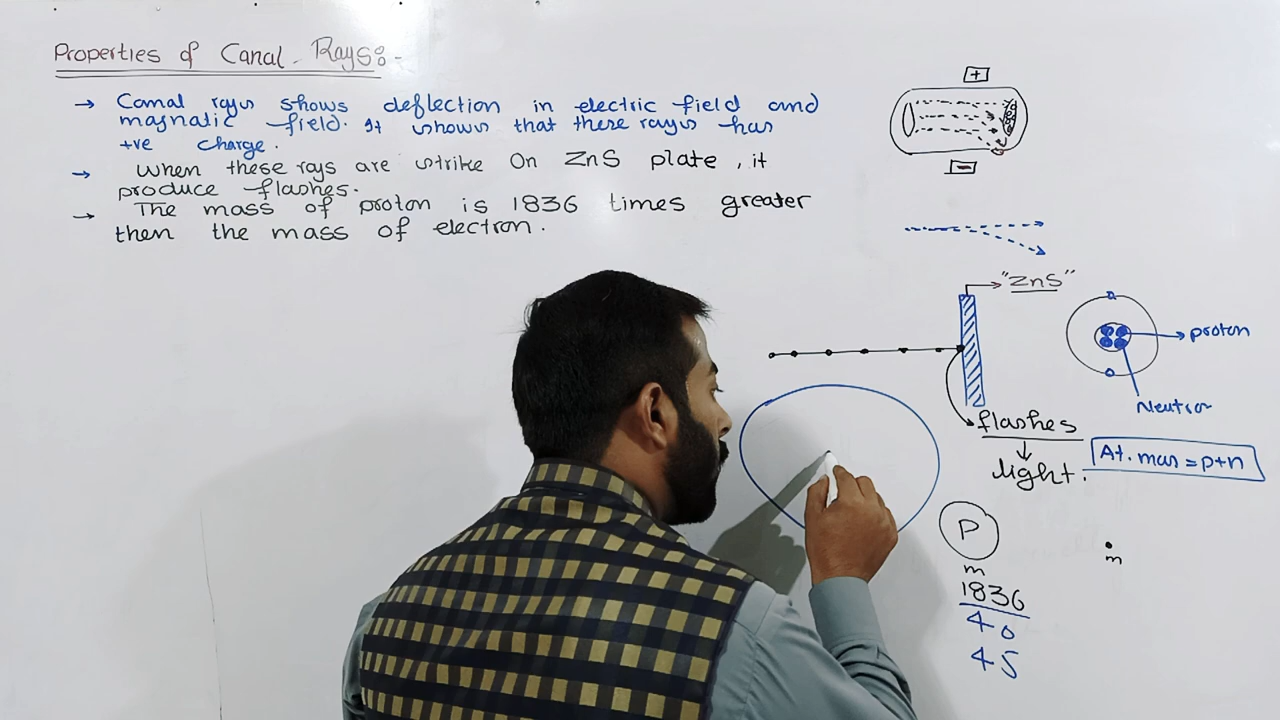 Properties of Canal Rays:-
→ Canal rays shows deflection in electric field and
magnatic field. It shows that these rays has
+ve charge.
→ When these rays are strike On ZnS plate, it
produce flashes.
→ The mass of proton is 1836 times greater
then the mass of electron.
+
-
"ZnS"
proton
Neutron
flashes
↓
light.
At. mas = p+n
P
m
m
1836
40
45